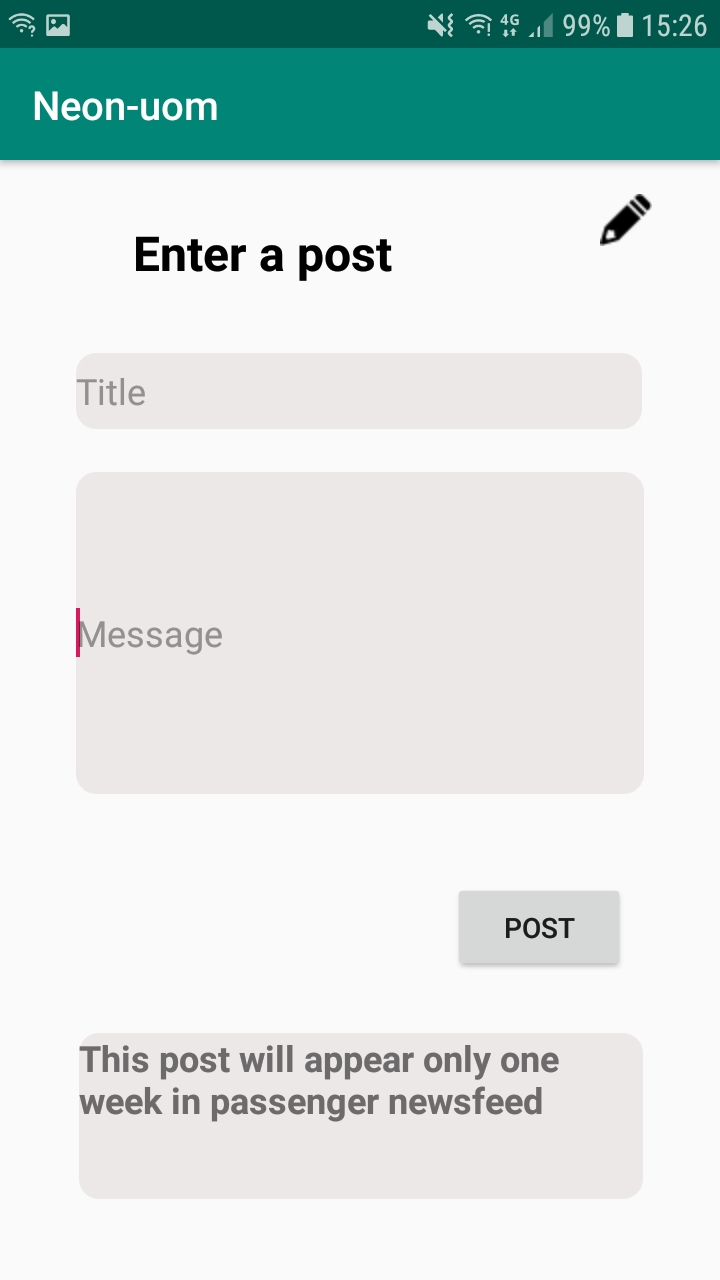 4G 99% 15:26
Neon-uom
Enter a post
Title
Message
POST
This post will appear only one
week in passenger newsfeed